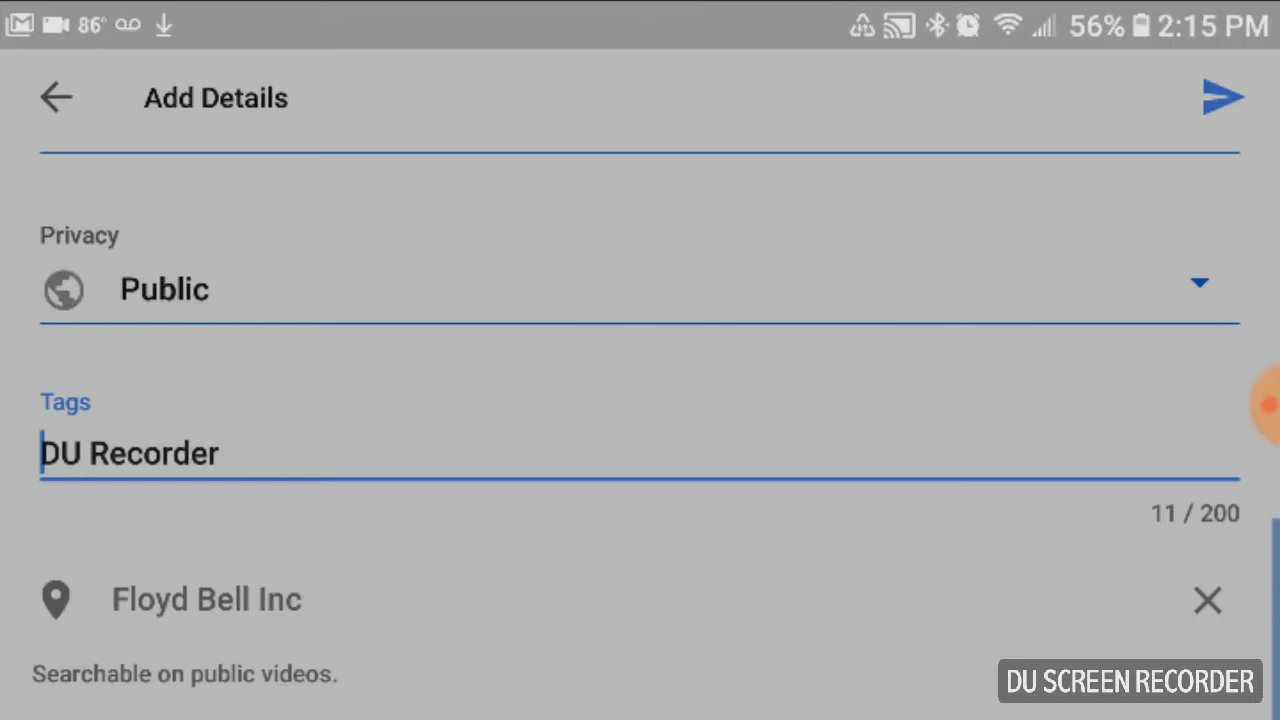 86° 56% 2:15 PM
Add Details
Privacy
Public
Tags
DU Recorder
11 / 200
Floyd Bell Inc
Searchable on public videos.
DU SCREEN RECORDER